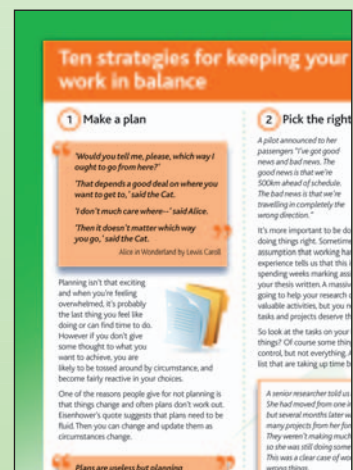 Ten strategies for keeping your
work in balance
1 Make a plan
'Would you tell me, please, which way I
ought to go from here?'
'That depends a good deal on where you
want to get to,' said the Cat.
'I don't much care where--' said Alice.
'Then it doesn't matter which way
you go,' said the Cat.
Alice in Wonderland by Lewis Caroll
Planning isn't that exciting
and when you're feeling
overwhelmed, it's probably
the last thing you feel like
doing or can find time to do.
However if you don't give
some thought to what you
want to achieve, you are
likely to be tossed around by circumstance, and
become fairly reactive in your choices.
One of the reasons people give for not planning is
that things change and often plans don't work out.
Eisenhower's quote suggests that plans need to be
fluid. Then you can change and update them as
circumstances change.
Plans are useless but planning
2 Pick the right
A pilot announced to her
passengers "I've got good
news and bad news. The
good news is that we're
500km ahead of schedule.
The bad news is that we're
travelling in completely the
wrong direction."
It's more important to be do
doing things right. Sometime
assumption that working har
experience tells us that this i
spending weeks marking ass
your thesis written. A massiv
going to help your research c
valuable activities, but you n
tasks and projects deserve th
So look at the tasks on your
things? Of course some thin
control, but not everything. A
list that are taking up time b
A senior researcher told us
She had moved from one in
but several months later w
many projects from her for
They weren't making much
so she was still doing some
This was a clear case of wo
wrong things.